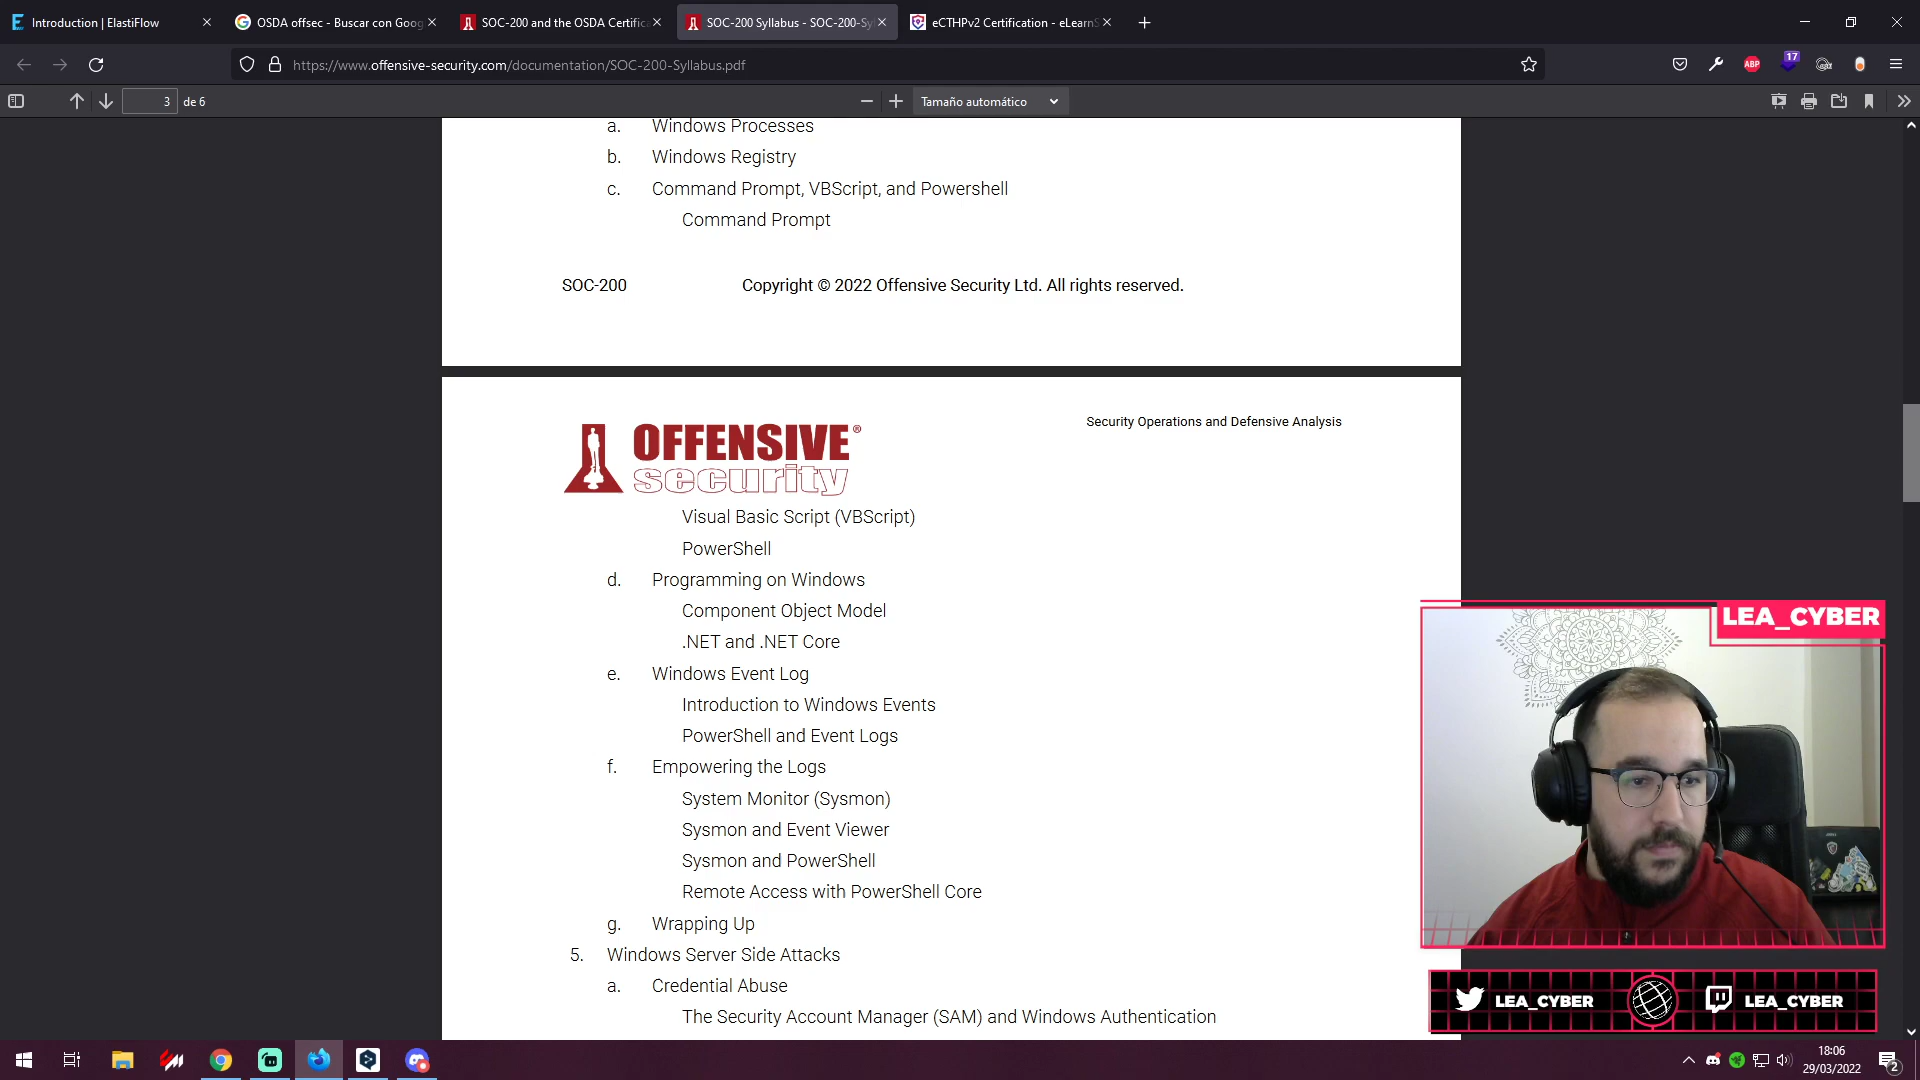 Introduction | ElastiFlow
OSDA offsec - Buscar con Goog
SOC-200 and the OSDA Certifica
SOC-200 Syllabus - SOC-200-Sy
eCTHPv2 Certification - eLearnS
https://www.offensive-security.com/documentation/SOC-200-Syllabus.pdf
ABP
17
3 de 6
Tamaño automático
a. Windows Processes
b. Windows Registry
c. Command Prompt, VBScript, and Powershell
Command Prompt
SOC-200 Copyright © 2022 Offensive Security Ltd. All rights reserved.
Security Operations and Defensive Analysis
OFFENSIVE®
security
Visual Basic Script (VBScript)
PowerShell
d. Programming on Windows
Component Object Model
.NET and .NET Core
e. Windows Event Log
Introduction to Windows Events
PowerShell and Event Logs
f. Empowering the Logs
System Monitor (Sysmon)
Sysmon and Event Viewer
Sysmon and PowerShell
Remote Access with PowerShell Core
g. Wrapping Up
5. Windows Server Side Attacks
a. Credential Abuse
The Security Account Manager (SAM) and Windows Authentication
LEA_CYBER
LEA_CYBER
LEA_CYBER
18:06
29/03/2022
2